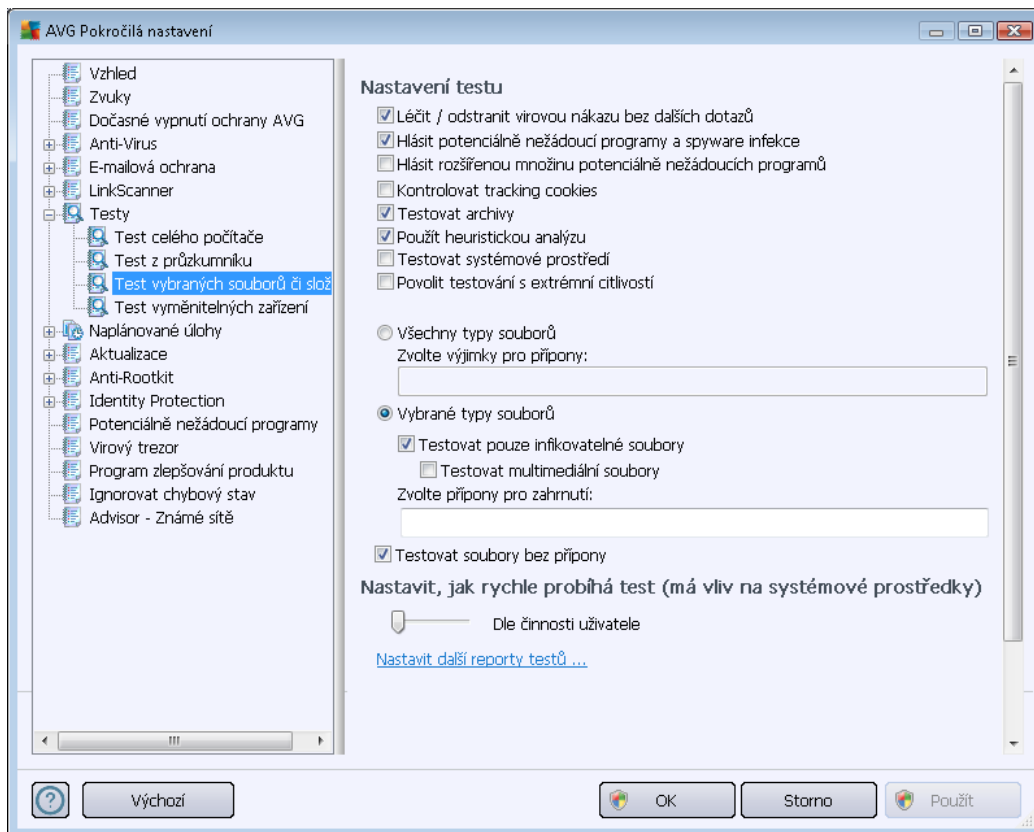 AVG Pokročilá nastavení
Vzhled
Zvuky
Dočasné vypnutí ochrany AVG
Anti-Virus
E-mailová ochrana
LinkScanner
Testy
Test celého počítače
Test z průzkumníku
Test vybraných souborů či slož
Test vyměnitelných zařízení
Naplánované úlohy
Aktualizace
Anti-Rootkit
Identity Protection
Potenciálně nežádoucí programy
Virový trezor
Program zlepšování produktu
Ignorovat chybový stav
Advisor - Známé sítě
Nastavení testu
Léčit / odstranit virovou nákazu bez dalších dotazů
Hlásit potenciálně nežádoucí programy a spyware infekce
Hlásit rozšířenou množinu potenciálně nežádoucích programů
Kontrolovat tracking cookies
Testovat archivy
Použít heuristickou analýzu
Testovat systémové prostředí
Povolit testování s extrémní citlivostí
Všechny typy souborů
Zvolte výjimky pro přípony:
Vybrané typy souborů
Testovat pouze infikovatelné soubory
Testovat multimediální soubory
Zvolte přípony pro zahrnutí:
Testovat soubory bez přípony
Nastavit, jak rychle probíhá test (má vliv na systémové prostředky)
Dle činnosti uživatele
Nastavit další reporty testů ...
Výchozí
OK
Storno
Použít